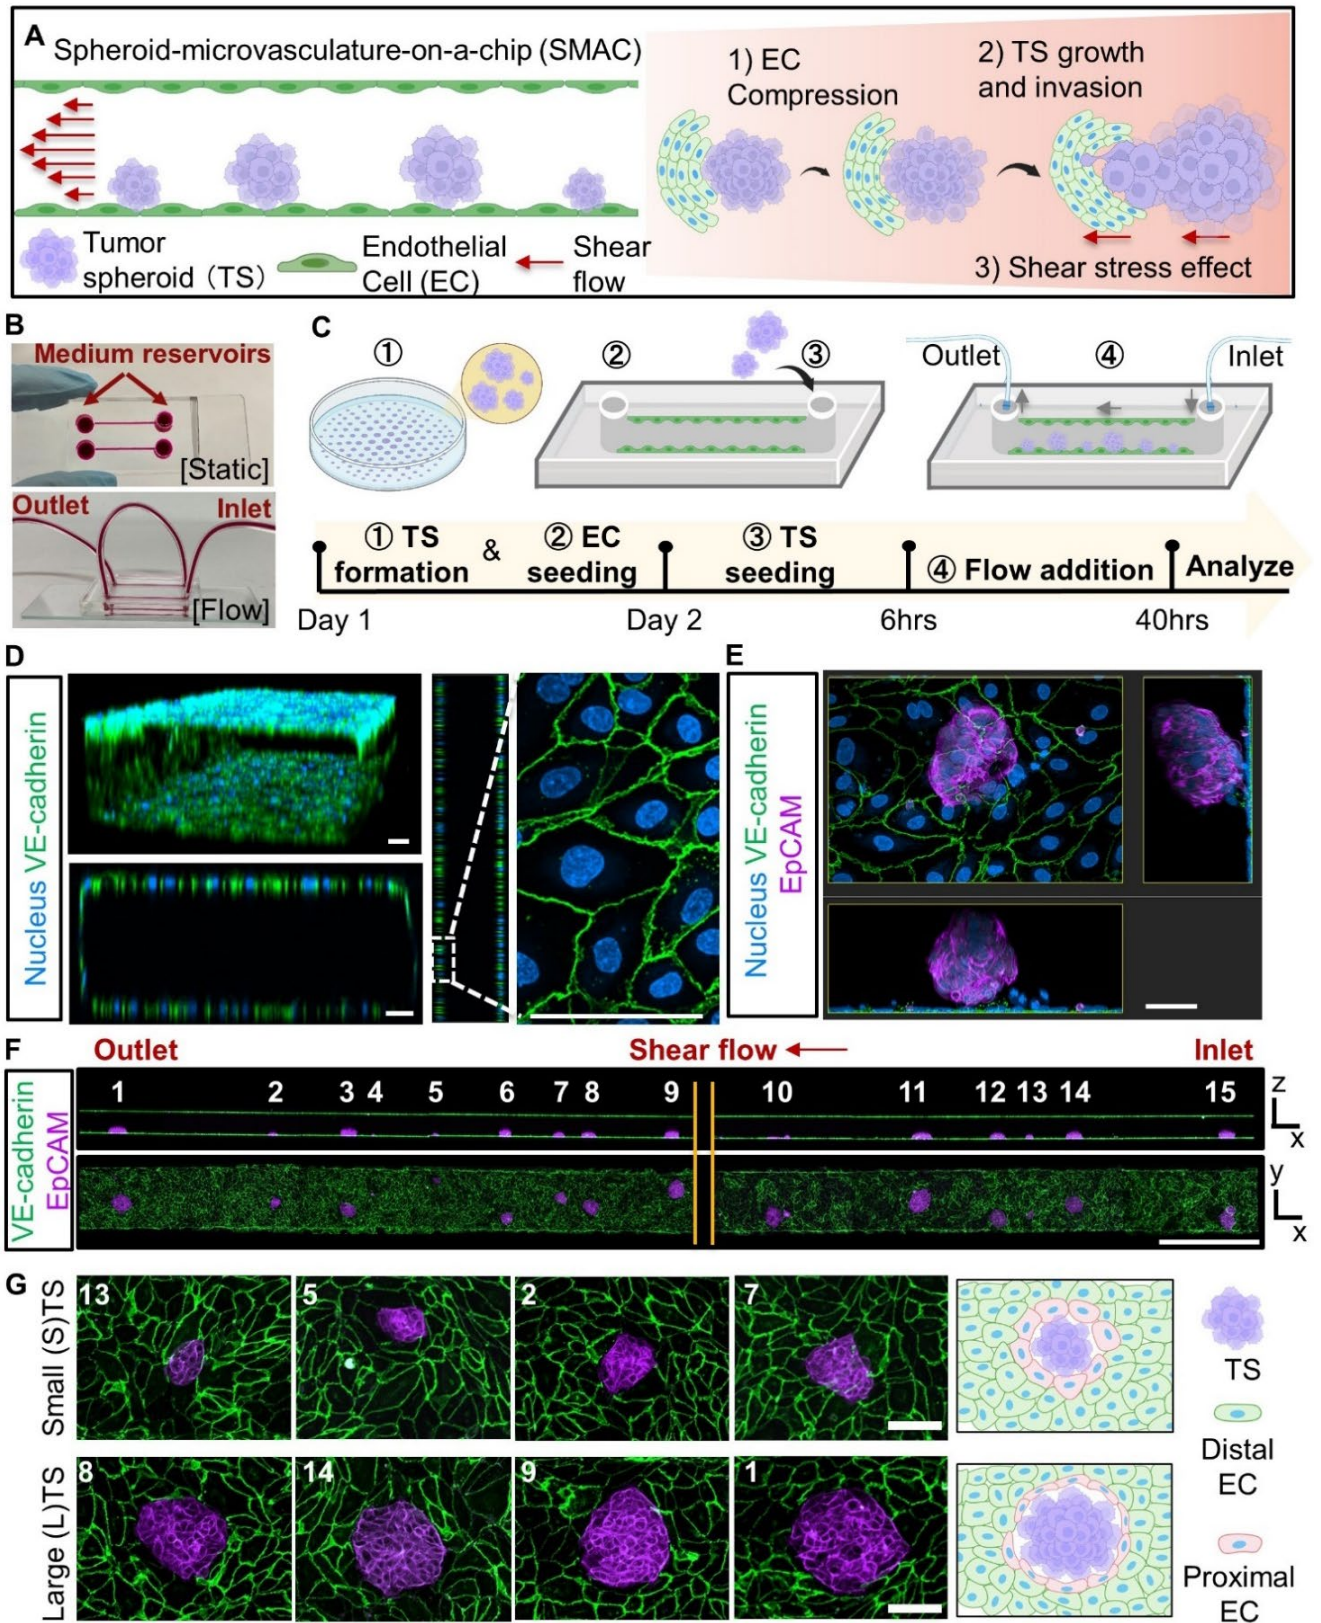 A
Spheroid-microvasculature-on-a-chip (SMAC)
1) EC
Compression
2) TS growth
and invasion
3) Shear stress effect
Tumor
spheroid (TS)
Endothelial
Cell (EC)
Shear
flow
B
Medium reservoirs
[Static]
Outlet
Inlet
[Flow]
C
①
②
③
④
Outlet
Inlet
① TS
formation
&
② EC
seeding
③ TS
seeding
④ Flow addition
Analyze
Day 1
Day 2
6hrs
40hrs
D
Nucleus VE-cadherin
E
Nucleus VE-cadherin
EpCAM
F
Outlet
Shear flow
Inlet
VE-cadherin
EpCAM
1 2 3 4 5 6 7 8 9 10 11 12 13 14 15
z
x
y
x
G
Small (S)TS
13
5
2
7
Large (L)TS
8
14
9
1
TS
Distal
EC
Proximal
EC